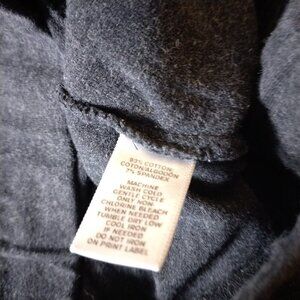 93% COTTON
COTON/ALGODÓN
7% SPANDEX
MACHINE
WASH COLD
GENTLE CYCLE
ONLY NON
CHLORINE BLEACH
WHEN NEEDED
TUMBLE DRY LOW
COOL IRON
IF NEEDED
DO NOT IRON
ON PRINT LABEL